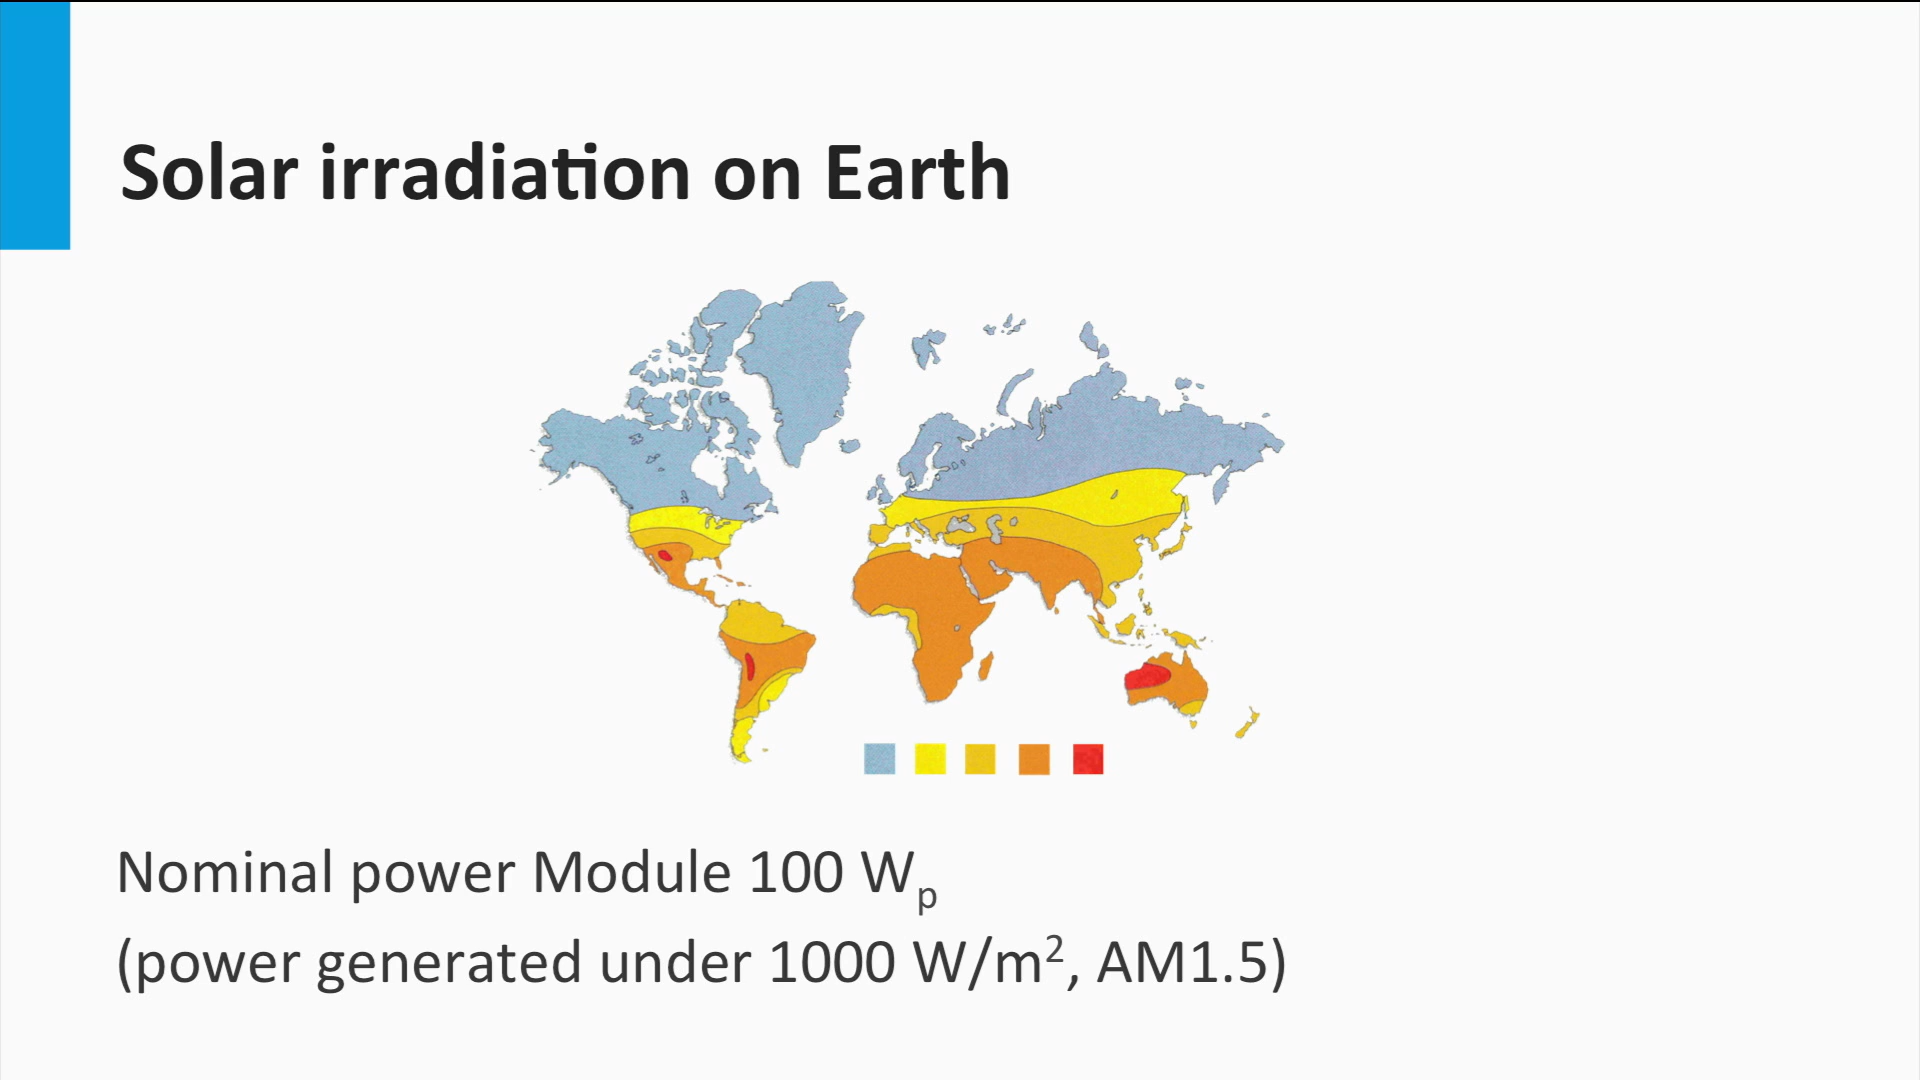 Solar irradiation on Earth
Nominal power Module 100 Wₚ
(power generated under 1000 W/m², AM1.5)